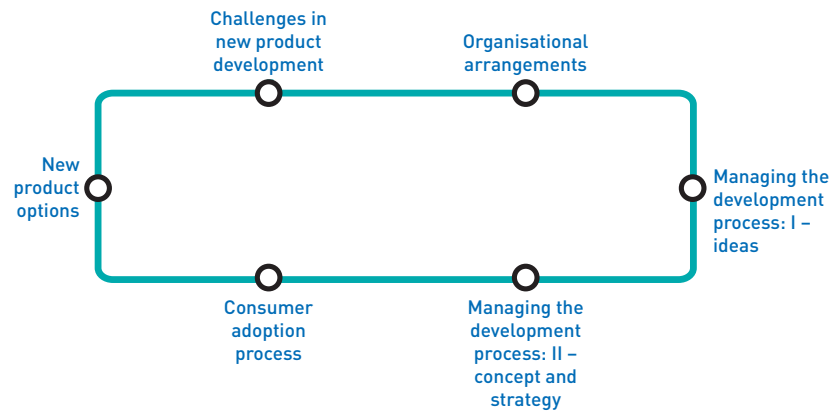 Challenges in
new product
development
Organisational
arrangements
New
product
options
Managing the
development
process: I –
ideas
Consumer
adoption
process
Managing the
development
process: II –
concept and
strategy